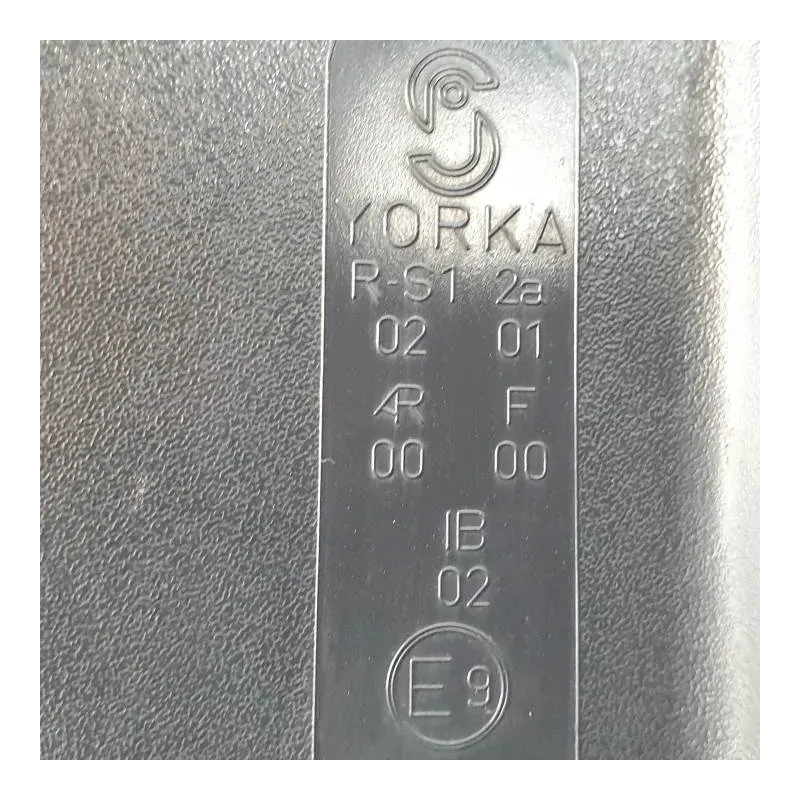 YORKA
R-S1 2a
02 01
AR F
00 00
IB
02
E9